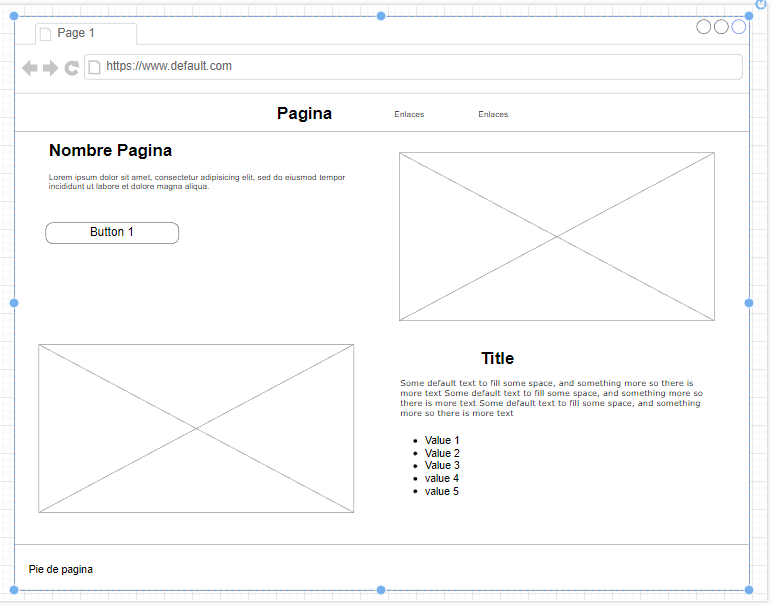 Page 1
https://www.default.com
Pagina
Enlaces
Enlaces
Nombre Pagina
Lorem ipsum dolor sit amet, consectetur adipisicing elit, sed do eiusmod tempor
incididunt ut labore et dolore magna aliqua.
Button 1
Title
Some default text to fill some space, and something more so there is
more text Some default text to fill some space, and something more so
there is more text Some default text to fill some space, and something
more so there is more text
Value 1
Value 2
Value 3
value 4
value 5
Pie de pagina